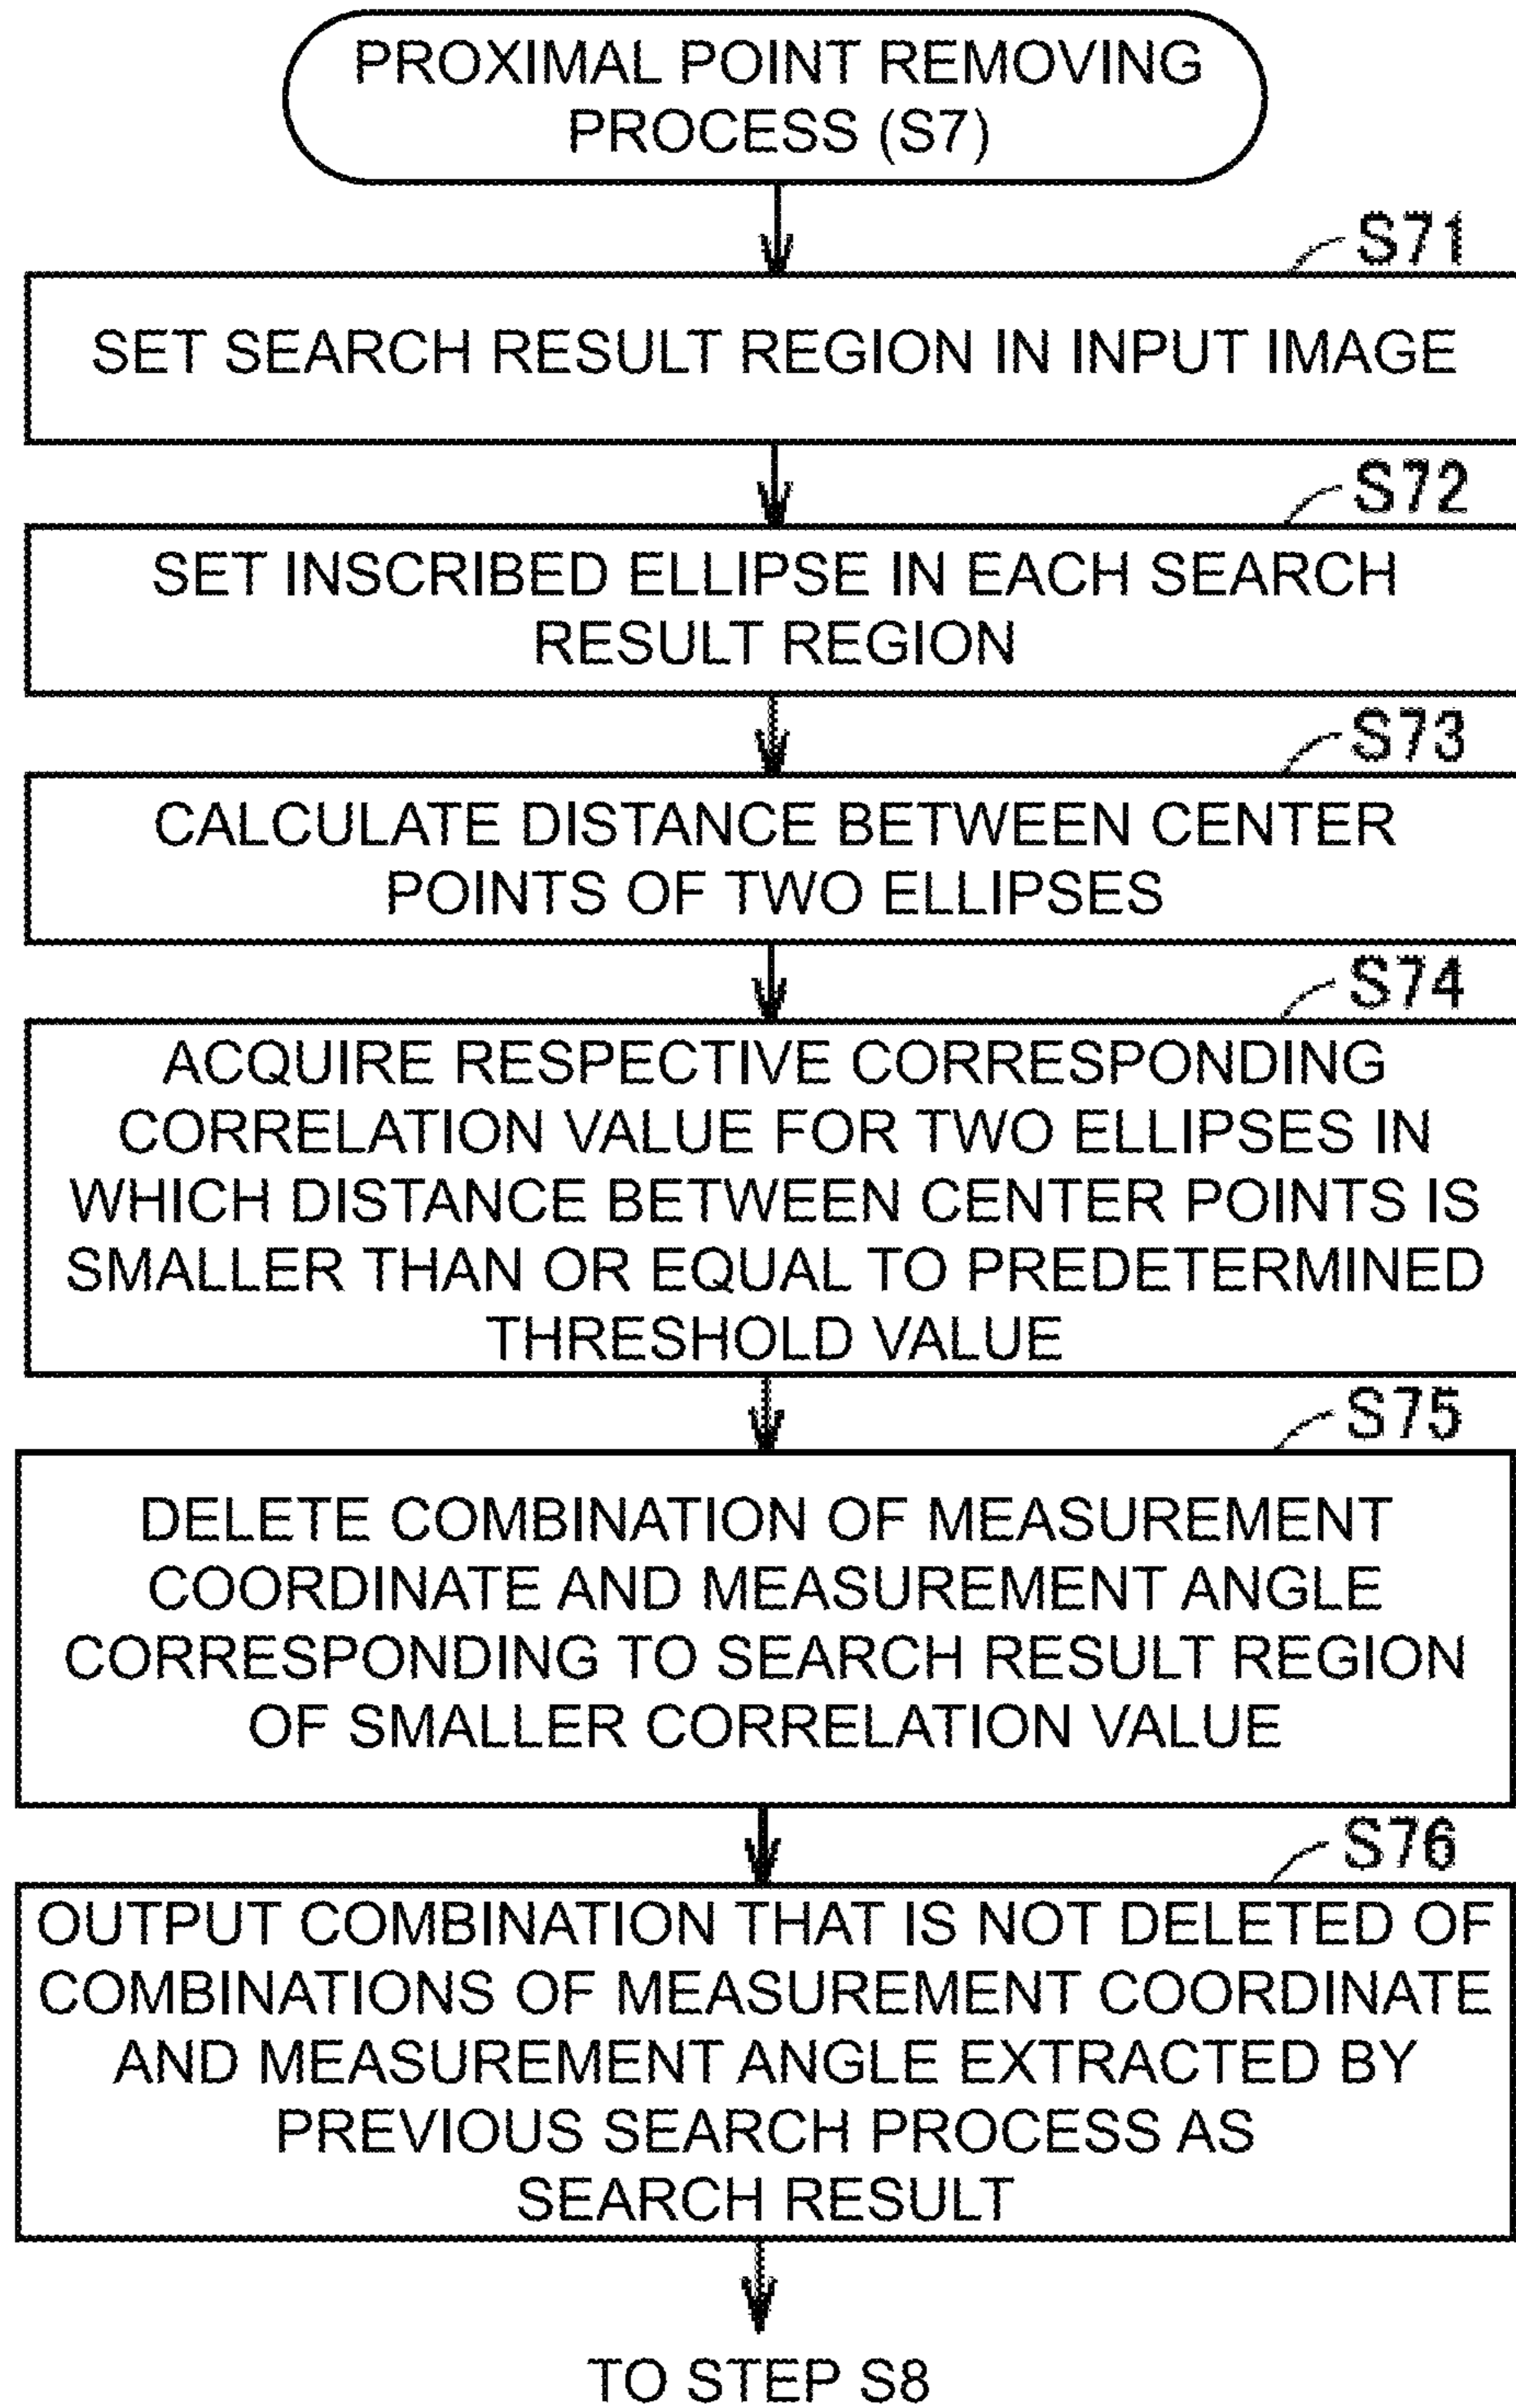 PROXIMAL POINT REMOVING
PROCESS (S7)
S71
SET SEARCH RESULT REGION IN INPUT IMAGE
S72
SET INSCRIBED ELLIPSE IN EACH SEARCH
RESULT REGION
S73
CALCULATE DISTANCE BETWEEN CENTER
POINTS OF TWO ELLIPSES
S74
ACQUIRE RESPECTIVE CORRESPONDING
CORRELATION VALUE FOR TWO ELLIPSES IN
WHICH DISTANCE BETWEEN CENTER POINTS IS
SMALLER THAN OR EQUAL TO PREDETERMINED
THRESHOLD VALUE
S75
DELETE COMBINATION OF MEASUREMENT
COORDINATE AND MEASUREMENT ANGLE
CORRESPONDING TO SEARCH RESULT REGION
OF SMALLER CORRELATION VALUE
S76
OUTPUT COMBINATION THAT IS NOT DELETED OF
COMBINATIONS OF MEASUREMENT COORDINATE
AND MEASUREMENT ANGLE EXTRACTED BY
PREVIOUS SEARCH PROCESS AS
SEARCH RESULT
TO STEP S8